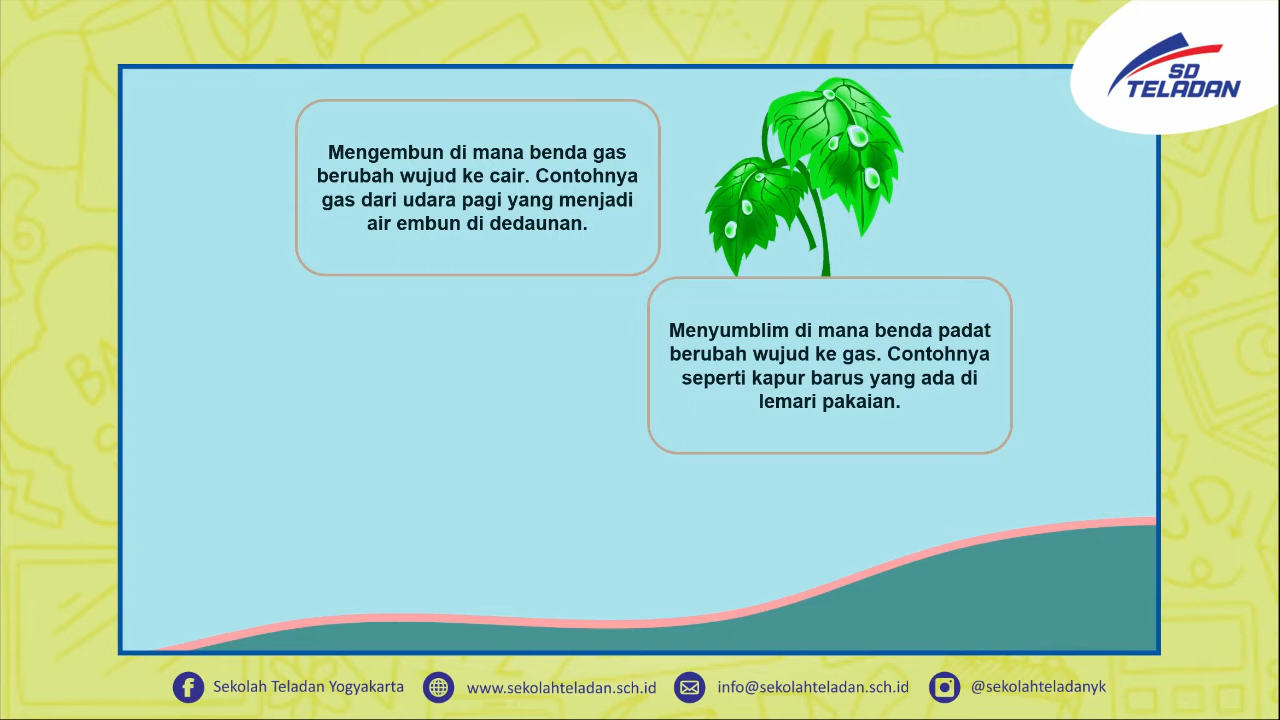 SD
TELADAN
Mengembun di mana benda gas
berubah wujud ke cair. Contohnya
gas dari udara pagi yang menjadi
air embun di dedaunan.
Menyumblim di mana benda padat
berubah wujud ke gas. Contohnya
seperti kapur barus yang ada di
lemari pakaian.
Sekolah Teladan Yogyakarta
www.sekolahteladan.sch.id
info@sekolahteladan.sch.id
@sekolahteladanyk